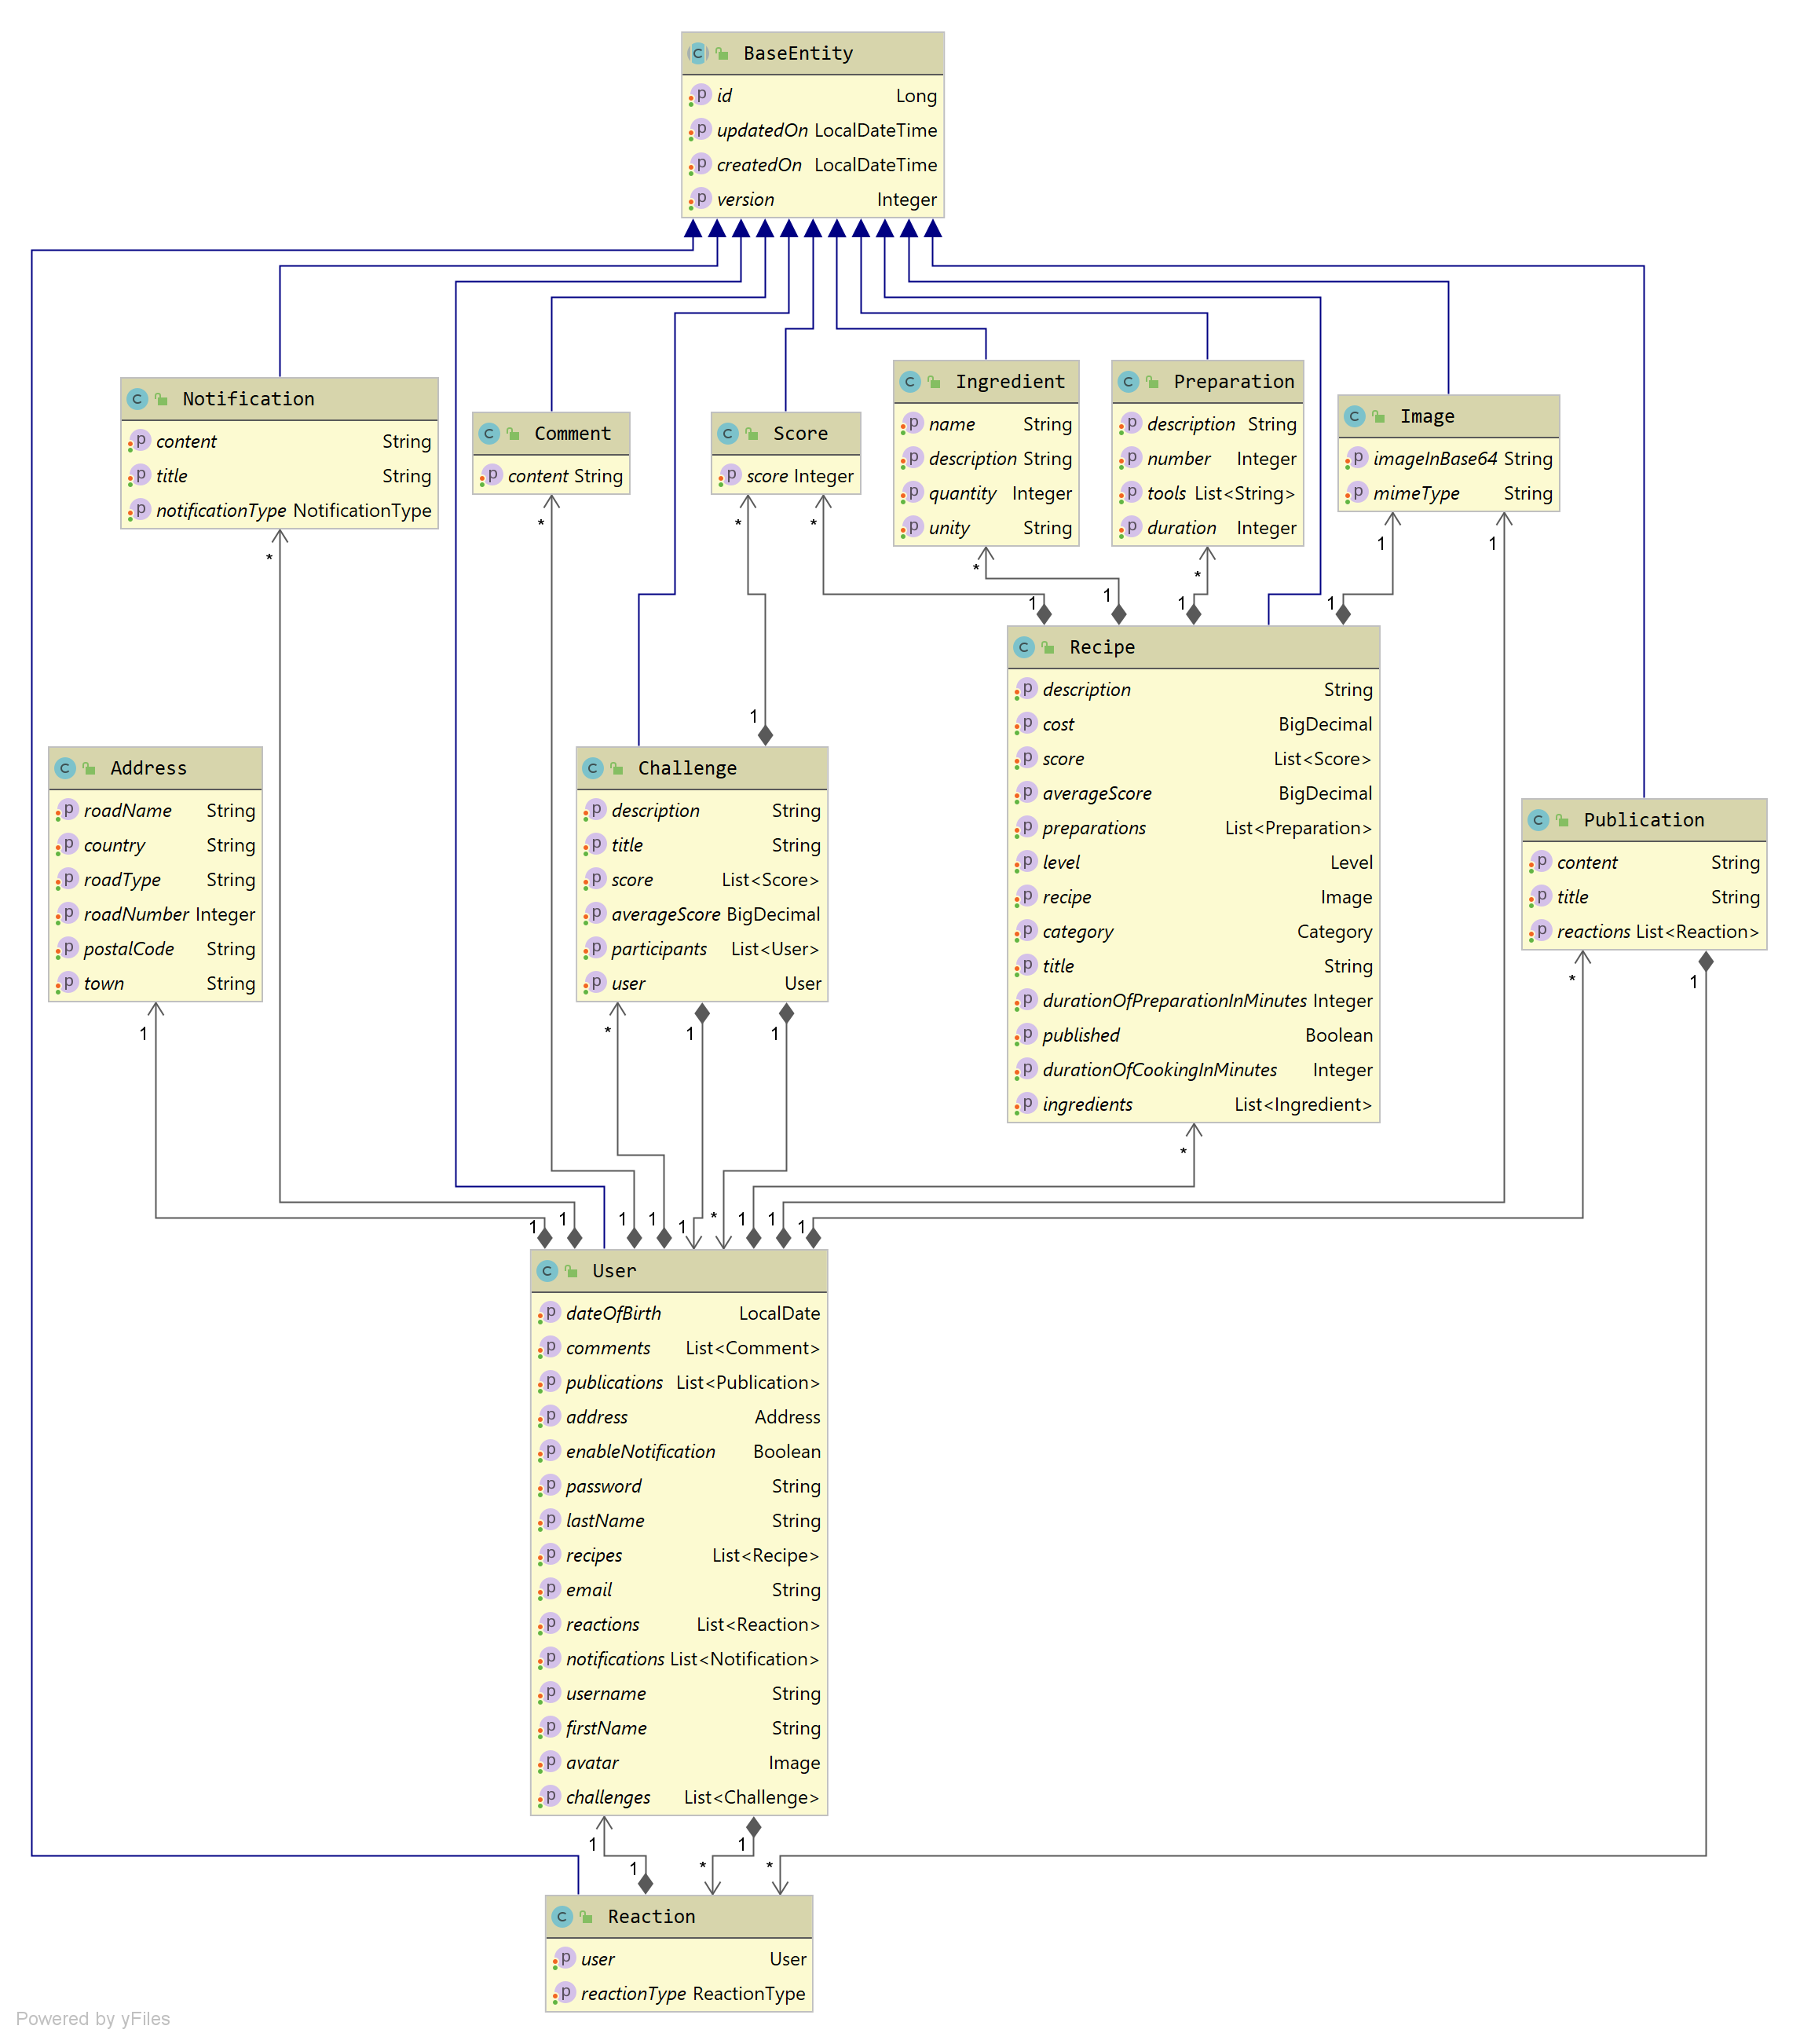 BaseEntity
id Long
updatedOn LocalDateTime
createdOn LocalDateTime
version Integer
Notification
content String
title String
notificationType NotificationType
Comment
content String
Score
score Integer
Ingredient
name String
description String
quantity Integer
unity String
Preparation
description String
number Integer
tools List<String>
duration Integer
Image
imageInBase64 String
mimeType String
* * * * * * 1 1
1 1 1 1
Recipe
description String
cost BigDecimal
score List<Score>
averageScore BigDecimal
preparations List<Preparation>
level Level
recipe Image
category Category
title String
durationOfPreparationInMinutes Integer
published Boolean
durationOfCookingInMinutes Integer
ingredients List<Ingredient>
1
Address
roadName String
country String
roadType String
roadNumber Integer
postalCode String
town String
Challenge
description String
title String
score List<Score>
averageScore BigDecimal
participants List<User>
user User
Publication
content String
title String
reactions List<Reaction>
1 * 1 1 * * 1
1 1 1 1 1 * 1 1 1
User
dateOfBirth LocalDate
comments List<Comment>
publications List<Publication>
address Address
enableNotification Boolean
password String
lastName String
recipes List<Recipe>
email String
reactions List<Reaction>
notifications List<Notification>
username String
firstName String
avatar Image
challenges List<Challenge>
1 1
1 * *
Reaction
user User
reactionType ReactionType
Powered by yFiles